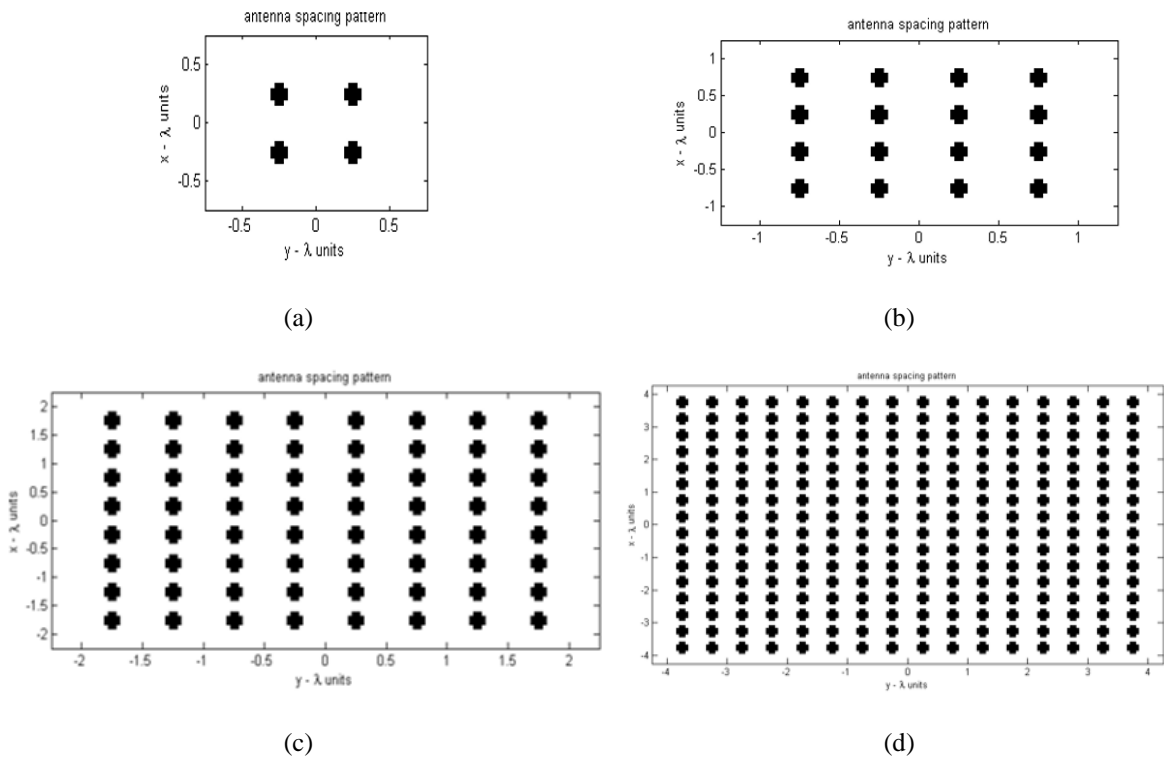 antenna spacing pattern
0.5
0
-0.5
x - λ units
-0.5 0 0.5
y - λ units
(a)
antenna spacing pattern
1
0.5
0
-0.5
-1
x - λ units
-1 -0.5 0 0.5 1
y - λ units
(b)
antenna spacing pattern
2
1.5
1
0.5
0
-0.5
-1
-1.5
-2
x - λ units
-2 -1.5 -1 -0.5 0 0.5 1 1.5 2
y - λ units
(c)
antenna spacing pattern
4
3
2
1
0
-1
-2
-3
-4
x - λ units
-4 -3 -2 -1 0 1 2 3 4
y - λ units
(d)